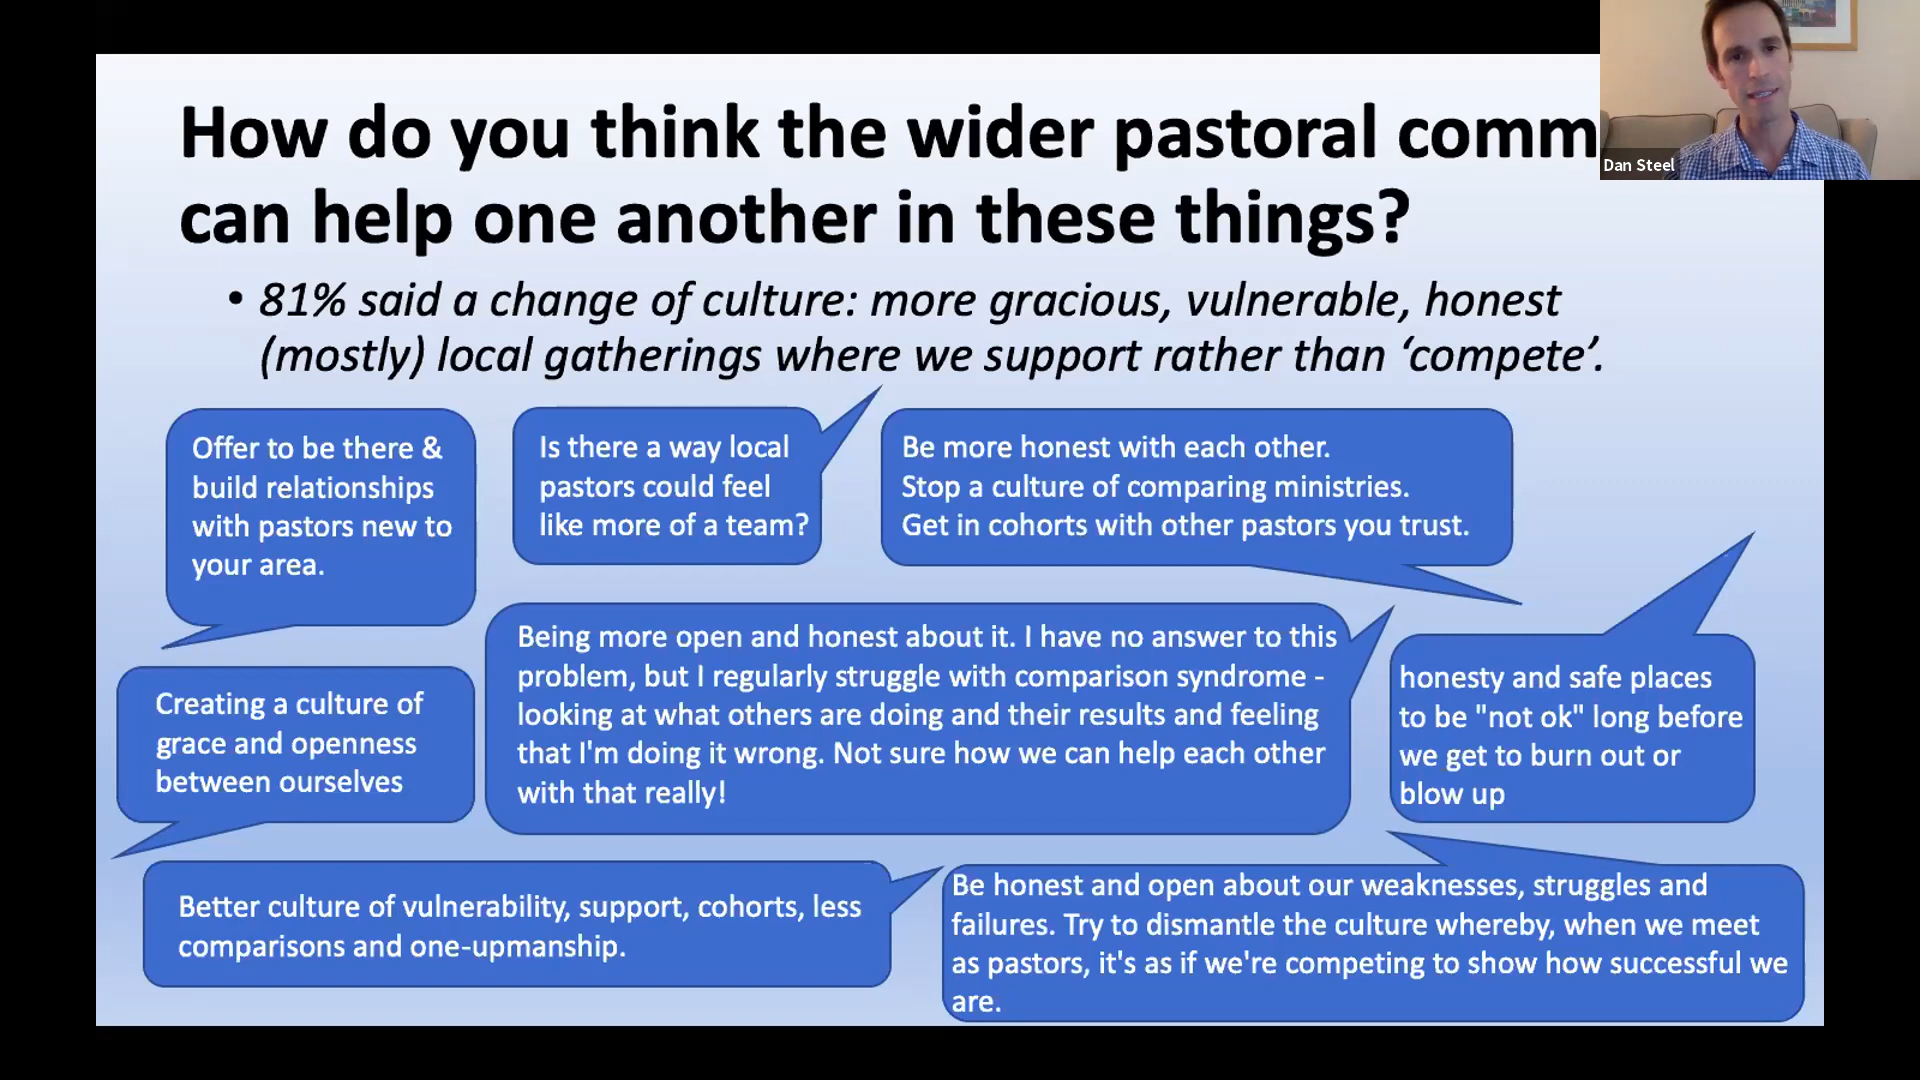 How do you think the wider pastoral comm
can help one another in these things?
• 81% said a change of culture: more gracious, vulnerable, honest
(mostly) local gatherings where we support rather than ‘compete’.
Dan Steel
Offer to be there &
build relationships
with pastors new to
your area.
Is there a way local
pastors could feel
like more of a team?
Be more honest with each other.
Stop a culture of comparing ministries.
Get in cohorts with other pastors you trust.
Creating a culture of
grace and openness
between ourselves
Being more open and honest about it. I have no answer to this
problem, but I regularly struggle with comparison syndrome -
looking at what others are doing and their results and feeling
that I'm doing it wrong. Not sure how we can help each other
with that really!
honesty and safe places
to be "not ok" long before
we get to burn out or
blow up
Better culture of vulnerability, support, cohorts, less
comparisons and one-upmanship.
Be honest and open about our weaknesses, struggles and
failures. Try to dismantle the culture whereby, when we meet
as pastors, it's as if we're competing to show how successful we
are.